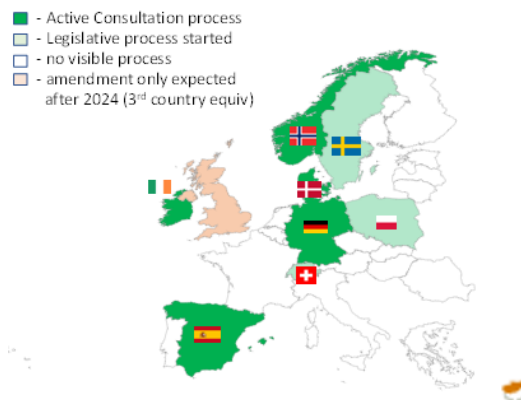 - Active Consultation process
- Legislative process started
- no visible process
- amendment only expected
after 2024 (3rd country equiv)